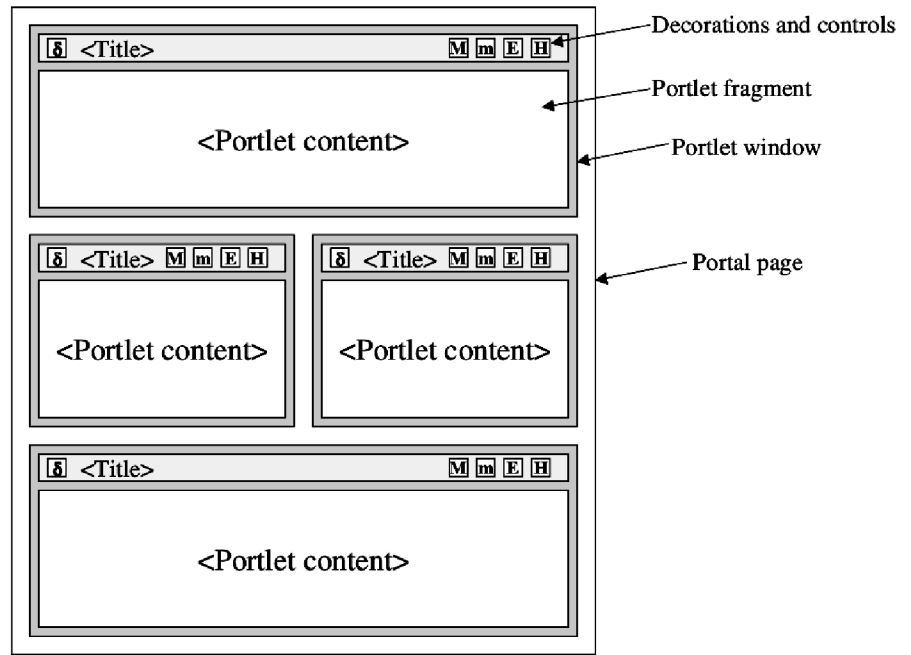 Decorations and controls
δ <Title> M m E H
Portlet fragment
<Portlet content>
Portlet window
δ <Title> M m E H
δ <Title> M m E H
Portal page
<Portlet content>
<Portlet content>
δ <Title> M m E H
<Portlet content>